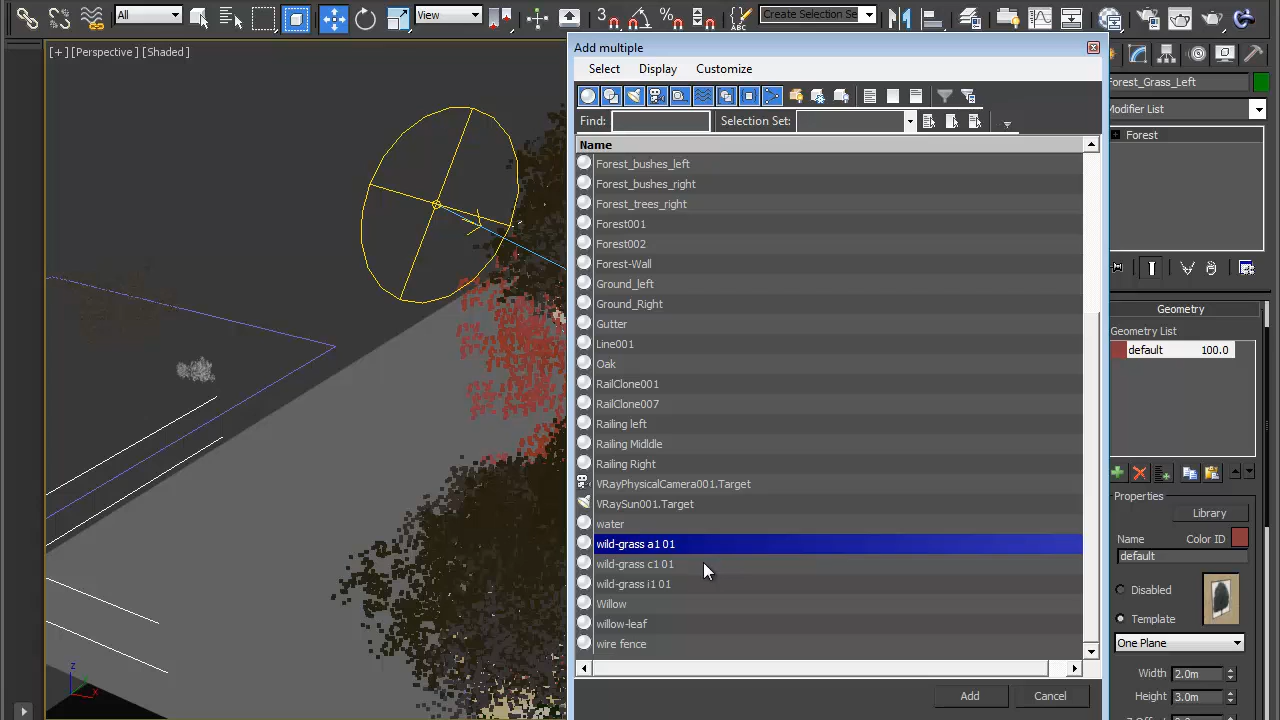 All
View
Create Selection Se
ABC
[+] [Perspective] [Shaded]
Add multiple
Select Display Customize
Find: Selection Set:
Name
Forest_bushes_left
Forest_bushes_right
Forest_trees_right
Forest001
Forest002
Forest-Wall
Ground_left
Ground_Right
Gutter
Line001
Oak
RailClone001
RailClone007
Railing left
Railing Midldle
Railing Right
VRayPhysicalCamera001.Target
VRaySun001.Target
water
wild-grass a1 01
wild-grass c1 01
wild-grass i1 01
Willow
willow-leaf
wire fence
Add Cancel
Forest_Grass_Left
Modifier List
Forest
Geometry
Geometry List
default 100.0
Properties
Library
Name Color ID
default
Disabled
Template
One Plane
Width 2.0m
Height 3.0m
z
x